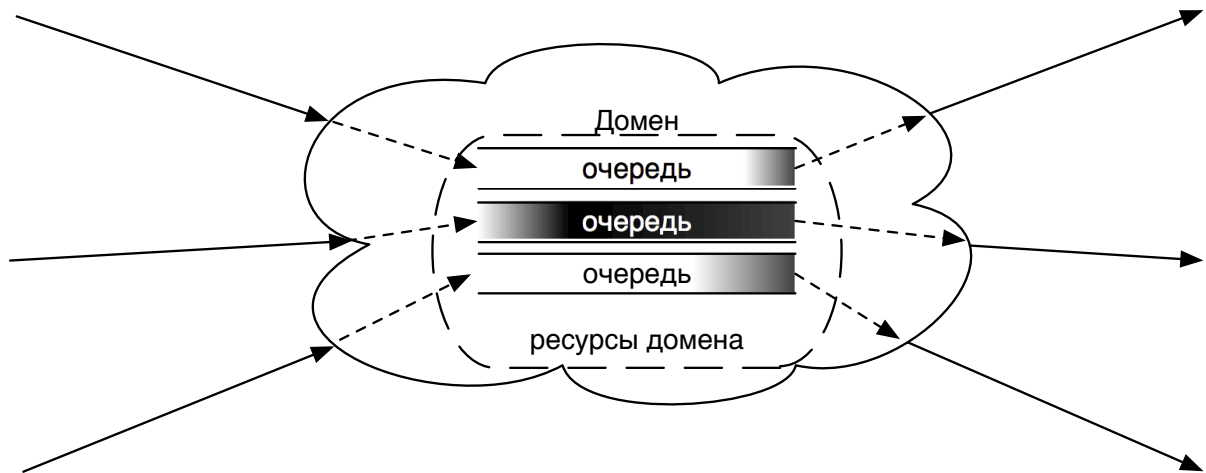 Домен
очередь
очередь
очередь
ресурсы домена